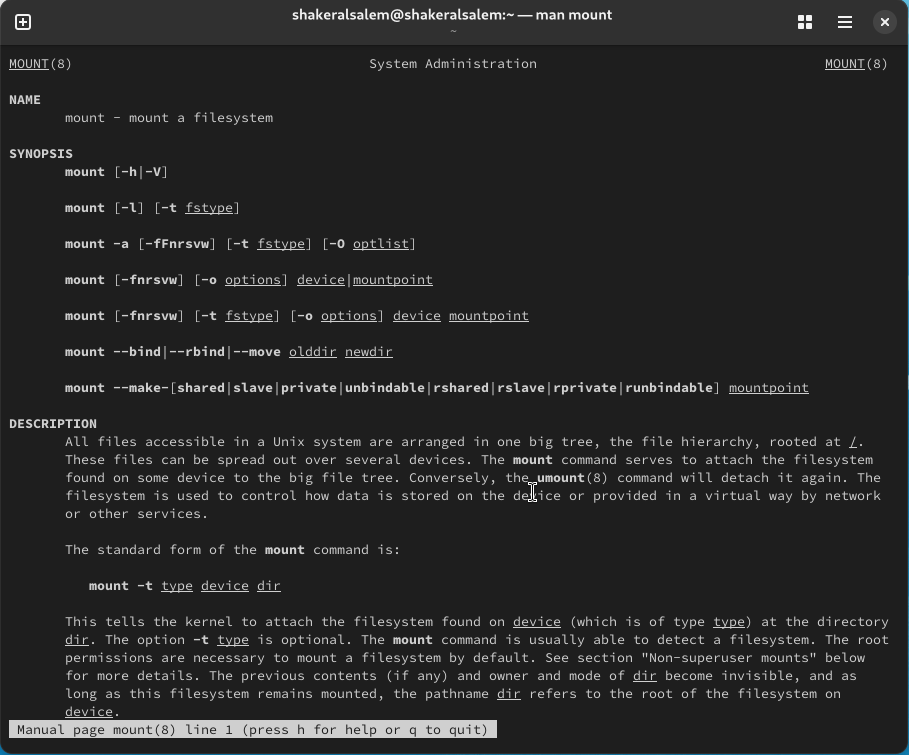 shakeralsalem@shakeralsalem:~ — man mount
~
MOUNT(8) System Administration MOUNT(8)
NAME
mount - mount a filesystem
SYNOPSIS
mount [-h|-V]
mount [-l] [-t fstype]
mount -a [-fFnrsvw] [-t fstype] [-O optlist]
mount [-fnrsvw] [-o options] device|mountpoint
mount [-fnrsvw] [-t fstype] [-o options] device mountpoint
mount --bind|--rbind|--move olddir newdir
mount --make-[shared|slave|private|unbindable|rshared|rslave|rprivate|runbindable] mountpoint
DESCRIPTION
All files accessible in a Unix system are arranged in one big tree, the file hierarchy, rooted at /.
These files can be spread out over several devices. The mount command serves to attach the filesystem
found on some device to the big file tree. Conversely, the umount(8) command will detach it again. The
filesystem is used to control how data is stored on the device or provided in a virtual way by network
or other services.
The standard form of the mount command is:
mount -t type device dir
This tells the kernel to attach the filesystem found on device (which is of type type) at the directory
dir. The option -t type is optional. The mount command is usually able to detect a filesystem. The root
permissions are necessary to mount a filesystem by default. See section "Non-superuser mounts" below
for more details. The previous contents (if any) and owner and mode of dir become invisible, and as
long as this filesystem remains mounted, the pathname dir refers to the root of the filesystem on
device.
Manual page mount(8) line 1 (press h for help or q to quit)